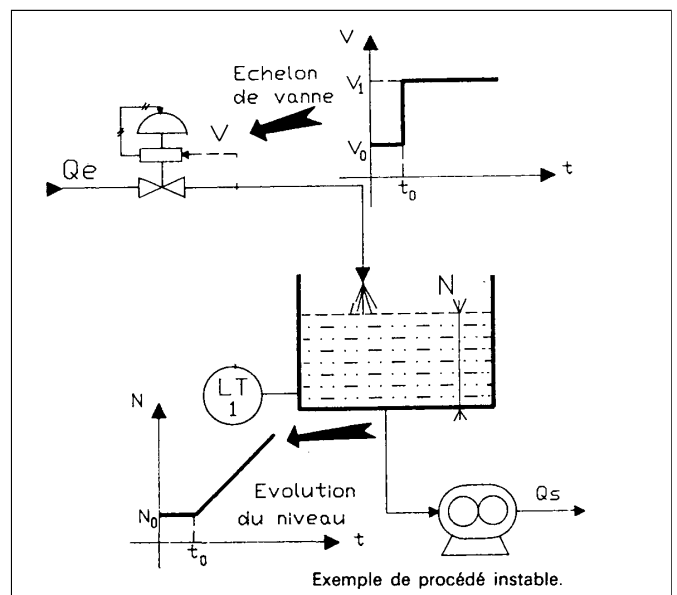 V
Echelon
de vanne
V1
V
V0
t0
t
Qe
N
LT
1
N
N0
t0
t
Evolution
du niveau
Qs
Exemple de procédé instable.